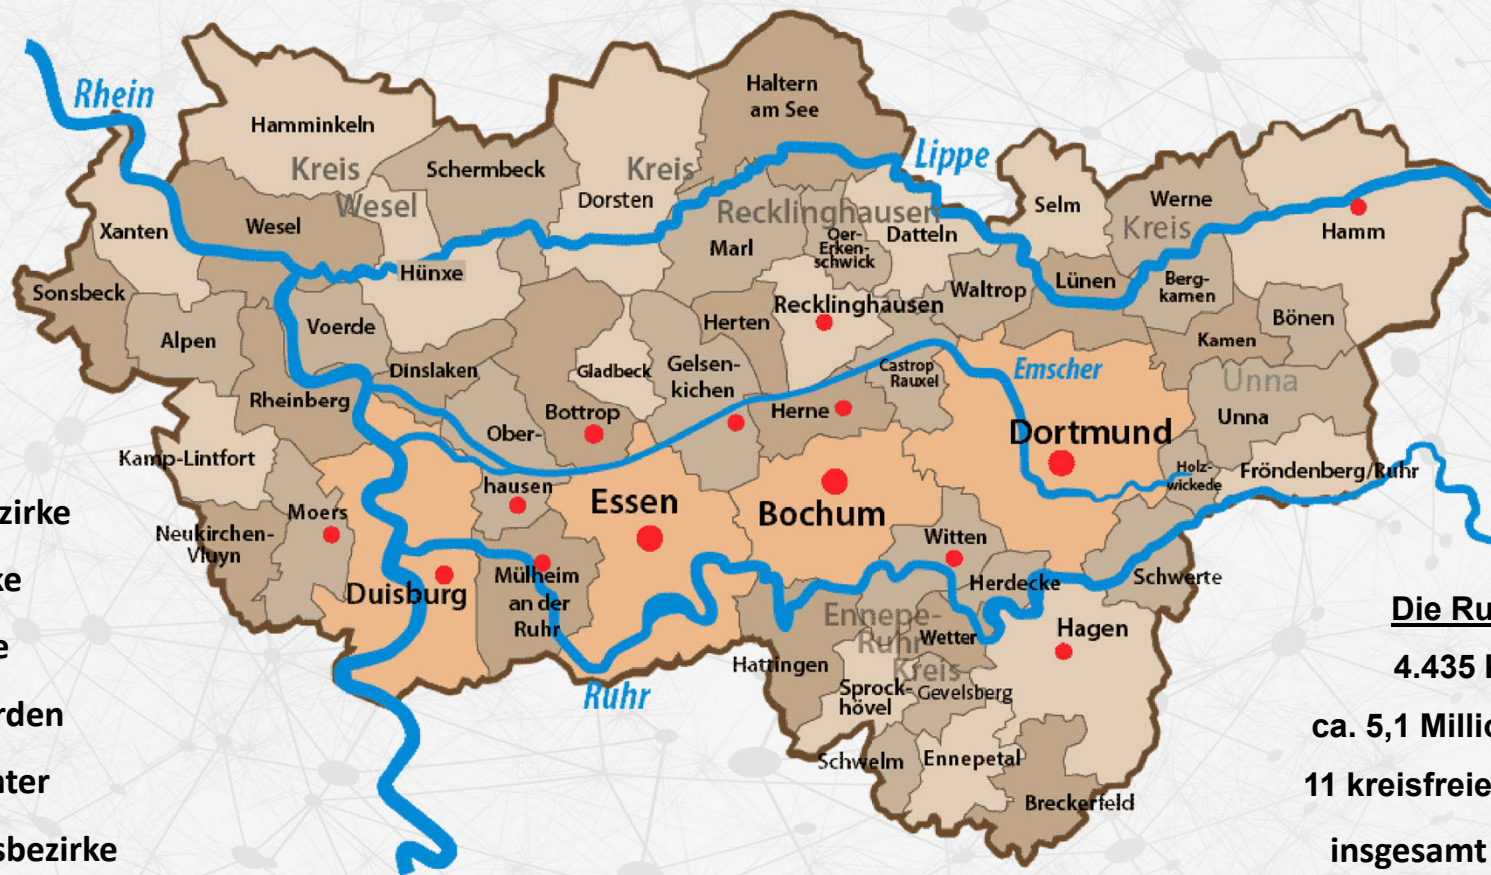 Rhein
Haltern
am See
Hamminkeln
Lippe
Schermbeck
Kreis
Kreis
Wesel
Dorsten
Recklinghausen
Selm
Werne
Kreis
Hamm
Xanten
Wesel
Marl
Oer-
Erken-
schwick
Datteln
Hünxe
Sonsbeck
Waltrop
Lünen
Berg-
kamen
Alpen
Voerde
Herten
Recklinghausen
Bönen
Kamen
Dinslaken
Gladbeck
Gelsen-
kichen
Castrop
Rauxel
Emscher
Unna
Rheinberg
Bottrop
Herne
Unna
Ober-
hausen
Dortmund
Kamp-Lintfort
Holz-
wickede
Fröndenberg/Ruhr
Essen
Bochum
Moers
Neukirchen-
Vluyn
Witten
Mülheim
an der
Ruhr
Duisburg
Herdecke
Schwerte
Ennepe-
Ruhr
Kreis
Wetter
Hagen
Hattingen
Ruhr
Sprock-
hövel
Gevelsberg
Schwelm
Ennepetal
Breckerfeld
zirke
ke
e
rden
nter
sbezirke
Die Ru
4.435
ca. 5,1 Millio
11 kreisfreie
insgesamt